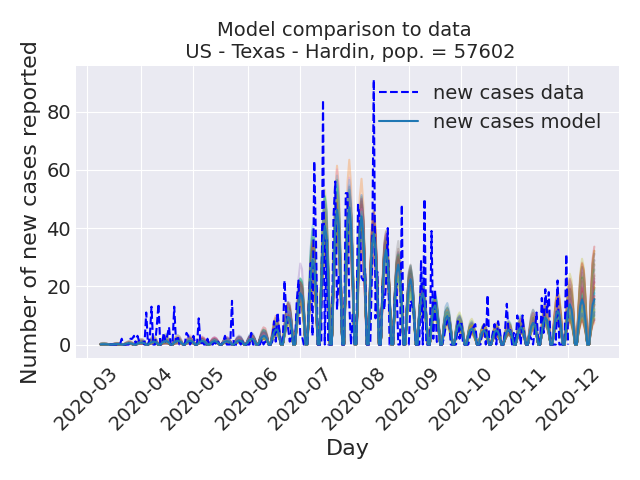 Model comparison to data
US - Texas - Hardin, pop. = 57602
Number of new cases reported
80
60
40
20
0
new cases data
new cases model
2020-03
2020-04
2020-05
2020-06
2020-07
2020-08
2020-09
2020-10
2020-11
2020-12
Day